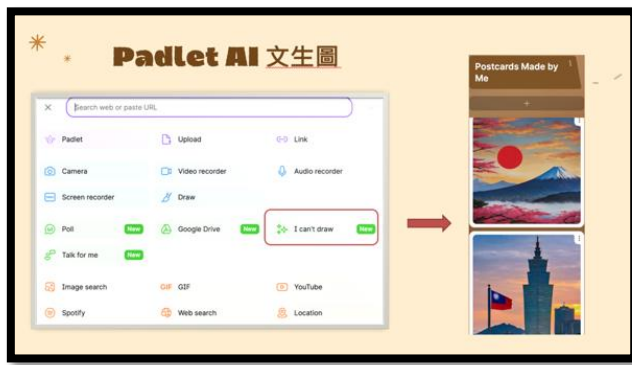 Padlet AI 文生圖
Search web or paste URL
Padlet
Upload
Link
Camera
Video recorder
Audio recorder
Screen recorder
Draw
Poll New
Google Drive New
I can't draw New
Talk for me New
Image search
GIF GIF
YouTube
Spotify
Web search
Location
Postcards Made by
Me